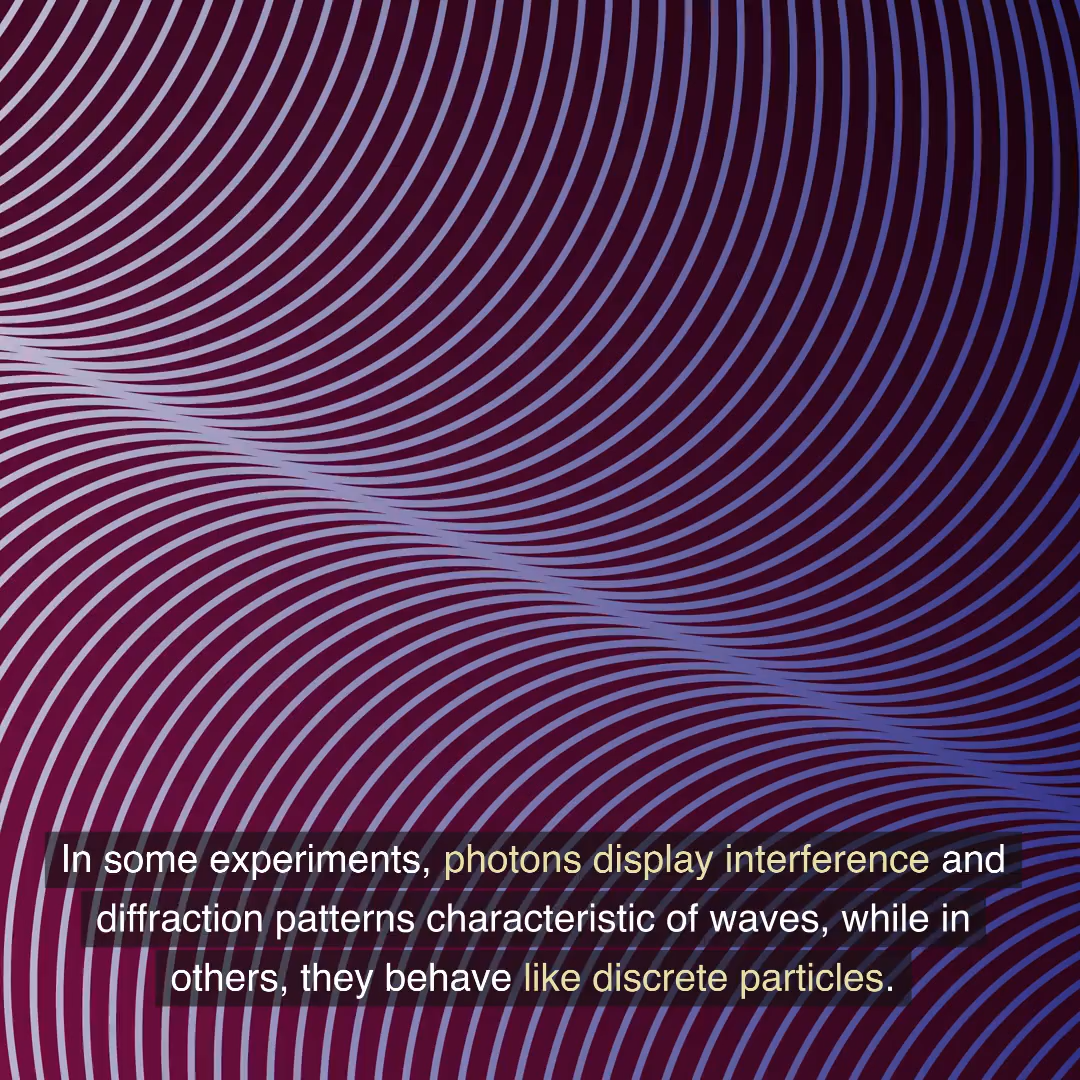 In some experiments, photons display interference and
diffraction patterns characteristic of waves, while in
others, they behave like discrete particles.